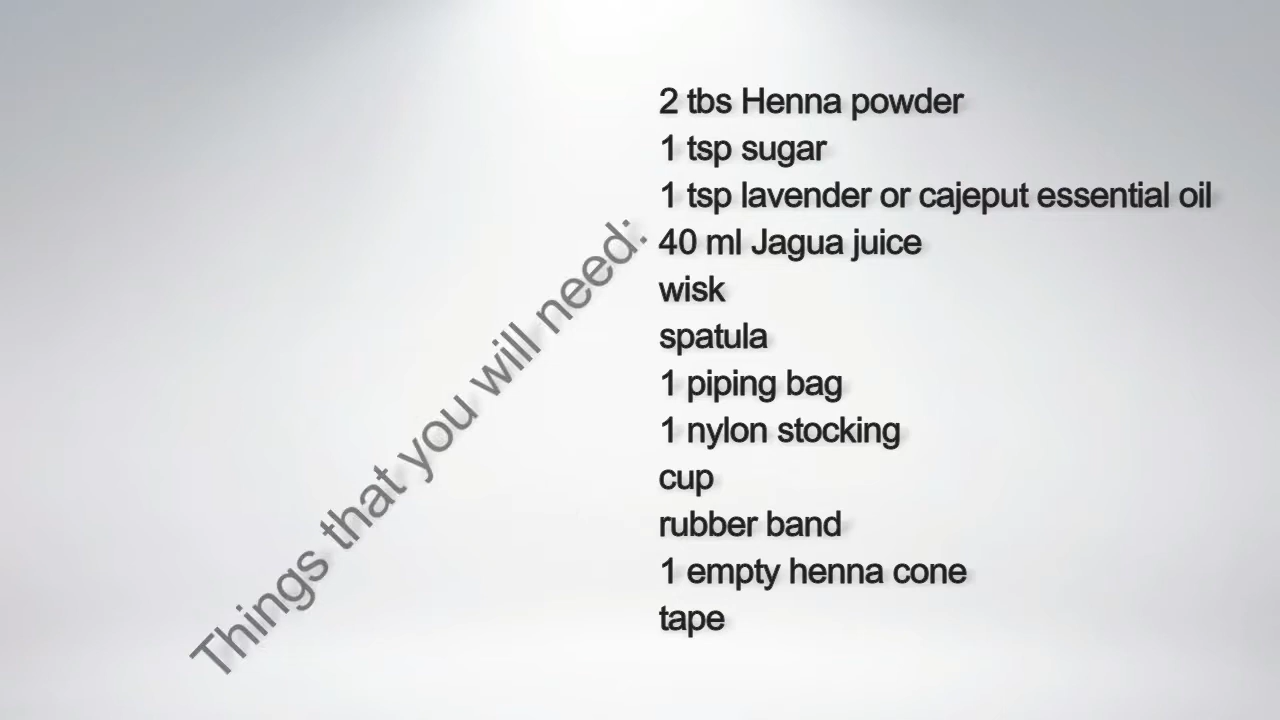 Things that you will need:
2 tbs Henna powder
1 tsp sugar
1 tsp lavender or cajeput essential oil
40 ml Jagua juice
wisk
spatula
1 piping bag
1 nylon stocking
cup
rubber band
1 empty henna cone
tape